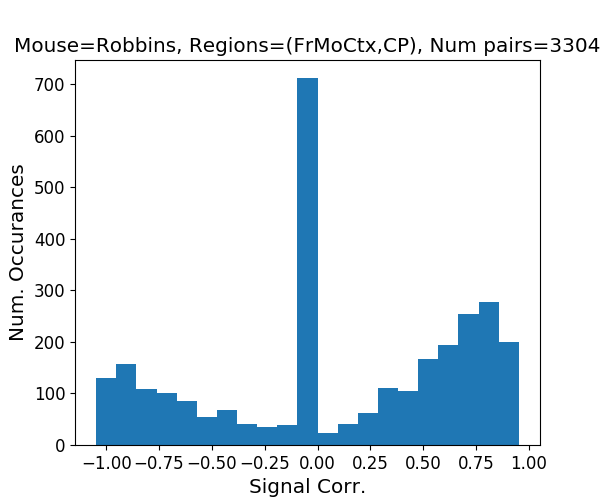 Mouse=Robbins, Regions=(FrMoCtx,CP), Num pairs=3304
700
600
500
400
300
200
100
0
Num. Occurances
−1.00 −0.75 −0.50 −0.25 0.00 0.25 0.50 0.75 1.00
Signal Corr.